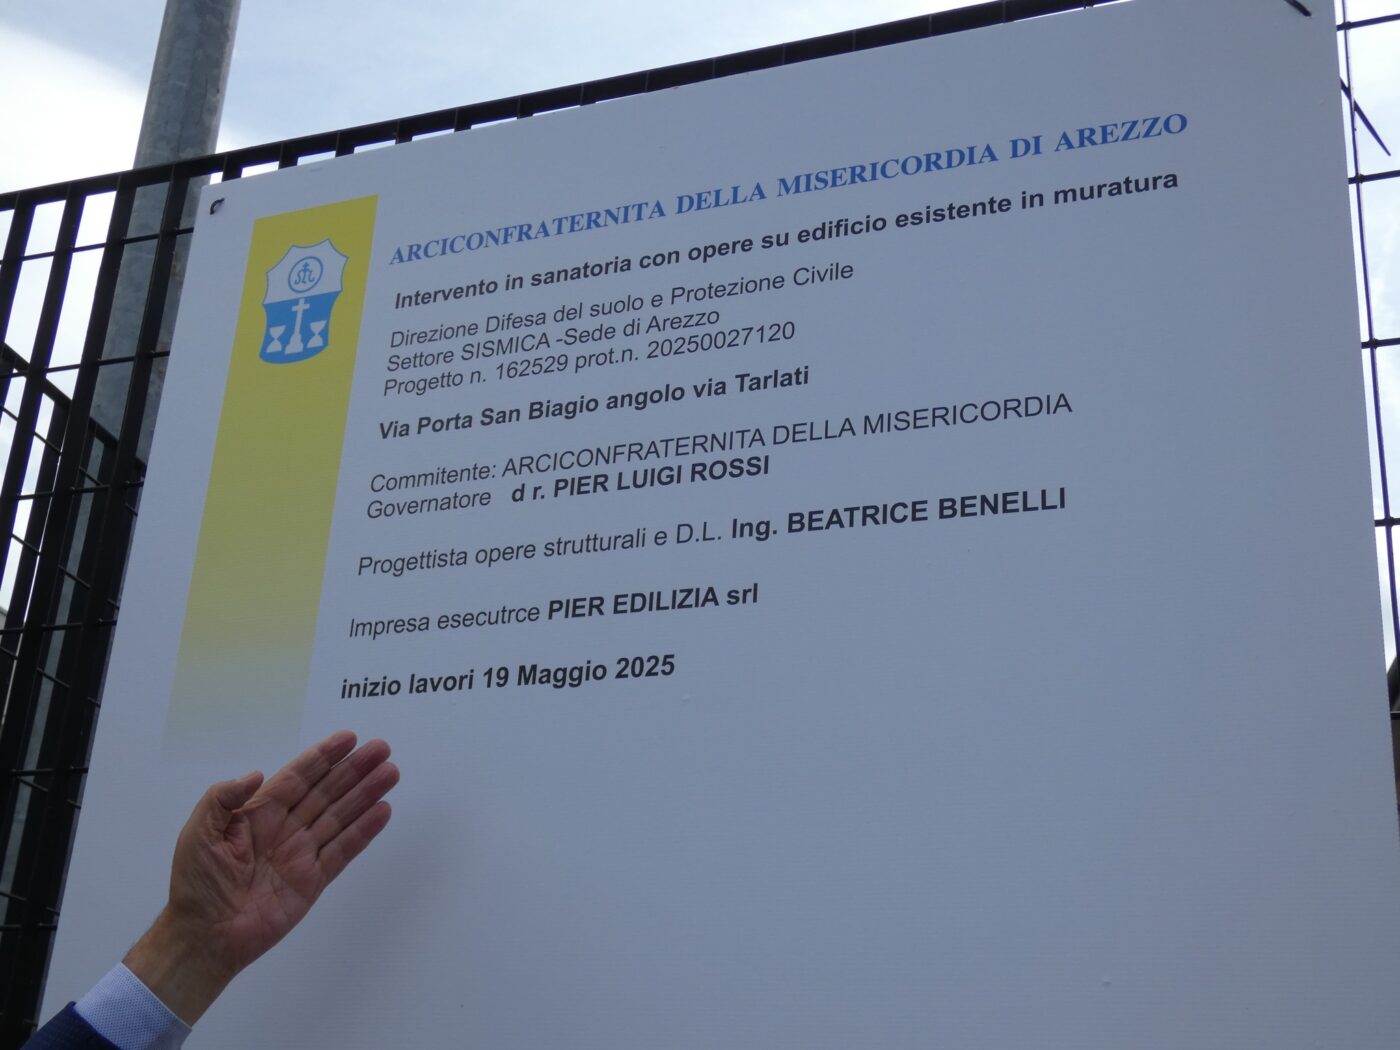 ARCICONFRATERNITA DELLA MISERICORDIA DI AREZZO
Intervento in sanatoria con opere su edificio esistente in muratura
Direzione Difesa del suolo e Protezione Civile
Settore SISMICA -Sede di Arezzo
Progetto n. 162529 prot.n. 20250027120
Via Porta San Biagio angolo via Tarlati
Commitente: ARCICONFRATERNITA DELLA MISERICORDIA
Governatore d r. PIER LUIGI ROSSI
Progettista opere strutturali e D.L. Ing. BEATRICE BENELLI
Impresa esecutrce PIER EDILIZIA srl
inizio lavori 19 Maggio 2025